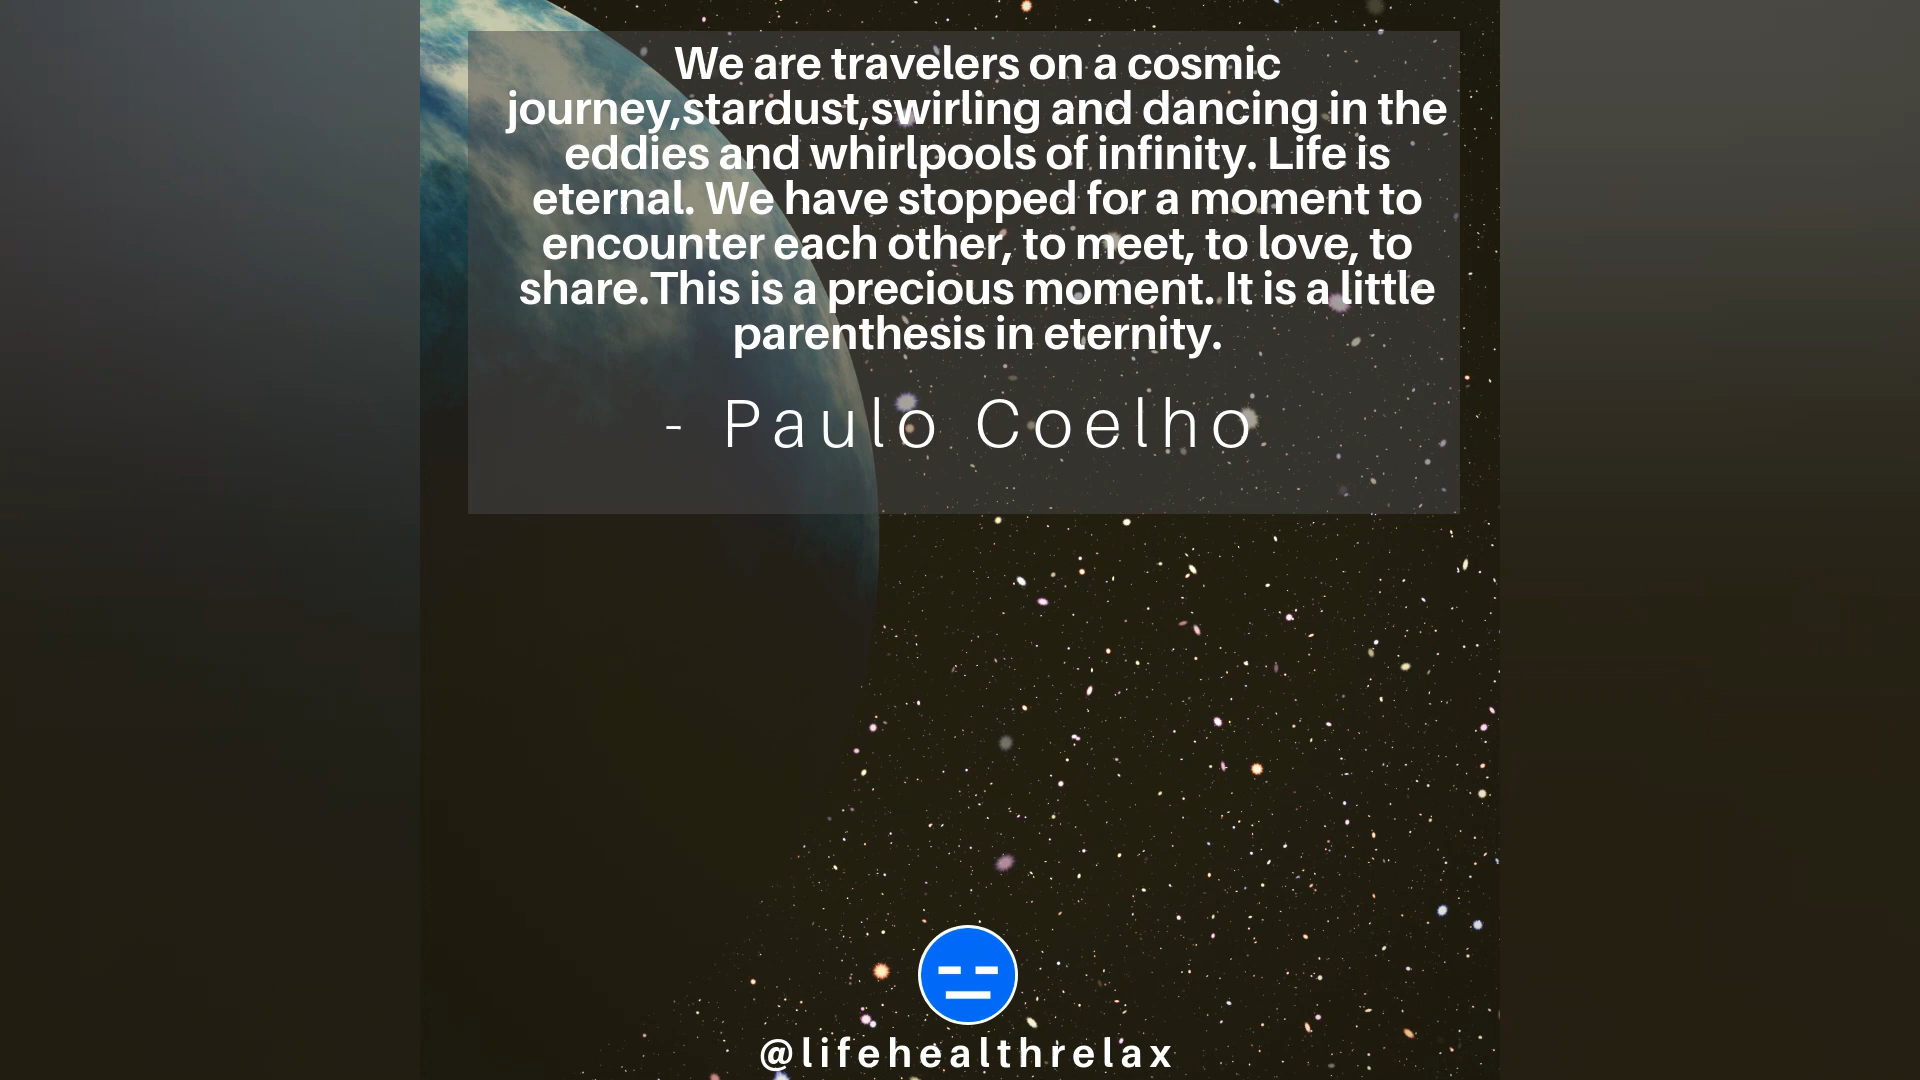 We are travelers on a cosmic
journey,stardust,swirling and dancing in the
eddies and whirlpools of infinity. Life is
eternal. We have stopped for a moment to
encounter each other, to meet, to love, to
share.This is a precious moment. It is a little
parenthesis in eternity.
- Paulo Coelho
@lifehealthrelax